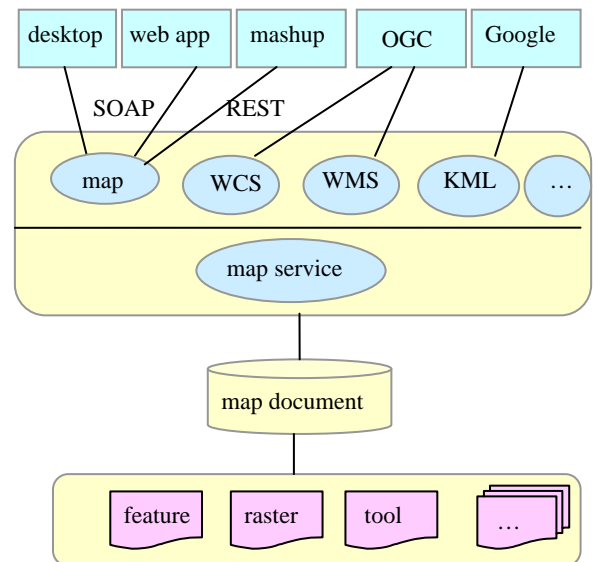 desktop
web app
mashup
OGC
Google
SOAP
REST
map
WCS
WMS
KML
…
map service
map document
feature
raster
tool
…